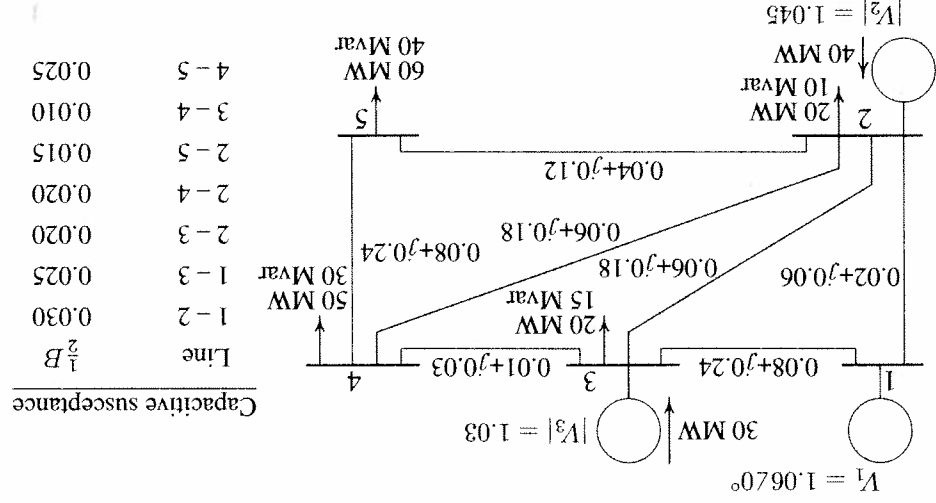 V₁ = 1.06∠0°
30 MW
|V₃| = 1.03
1
0.08+j0.24
3
0.01+j0.03
4
20 MW
15 Mvar
50 MW
30 Mvar
0.02+j0.06
0.06+j0.18
0.06+j0.18
0.08+j0.24
0.04+j0.12
2
20 MW
10 Mvar
5
40 MW
60 MW
40 Mvar
|V₂| = 1.045
Capacitive susceptance
Line ½B
1 − 2 0.030
1 − 3 0.025
2 − 3 0.020
2 − 4 0.020
2 − 5 0.015
3 − 4 0.010
4 − 5 0.025